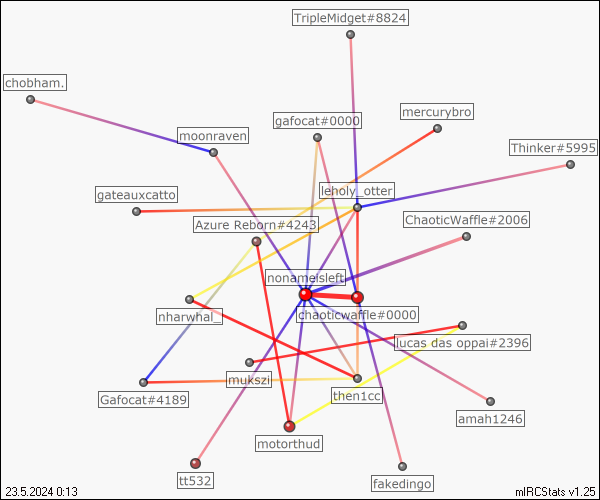 TripleMidget#8824
chobham.
mercurybro
gafocat#0000
moonraven
Thinker#5995
leholy_otter
gateauxcatto
ChaoticWaffle#2006
Azure Reborn#4243
nonameisleft
nharwhal_
chaoticwaffle#0000
lucas das oppai#2396
mukszi
then1cc
Gafocat#4189
amah1246
motorthud
tt532
fakedingo
23.5.2024 0:13
mIRCStats v1.25